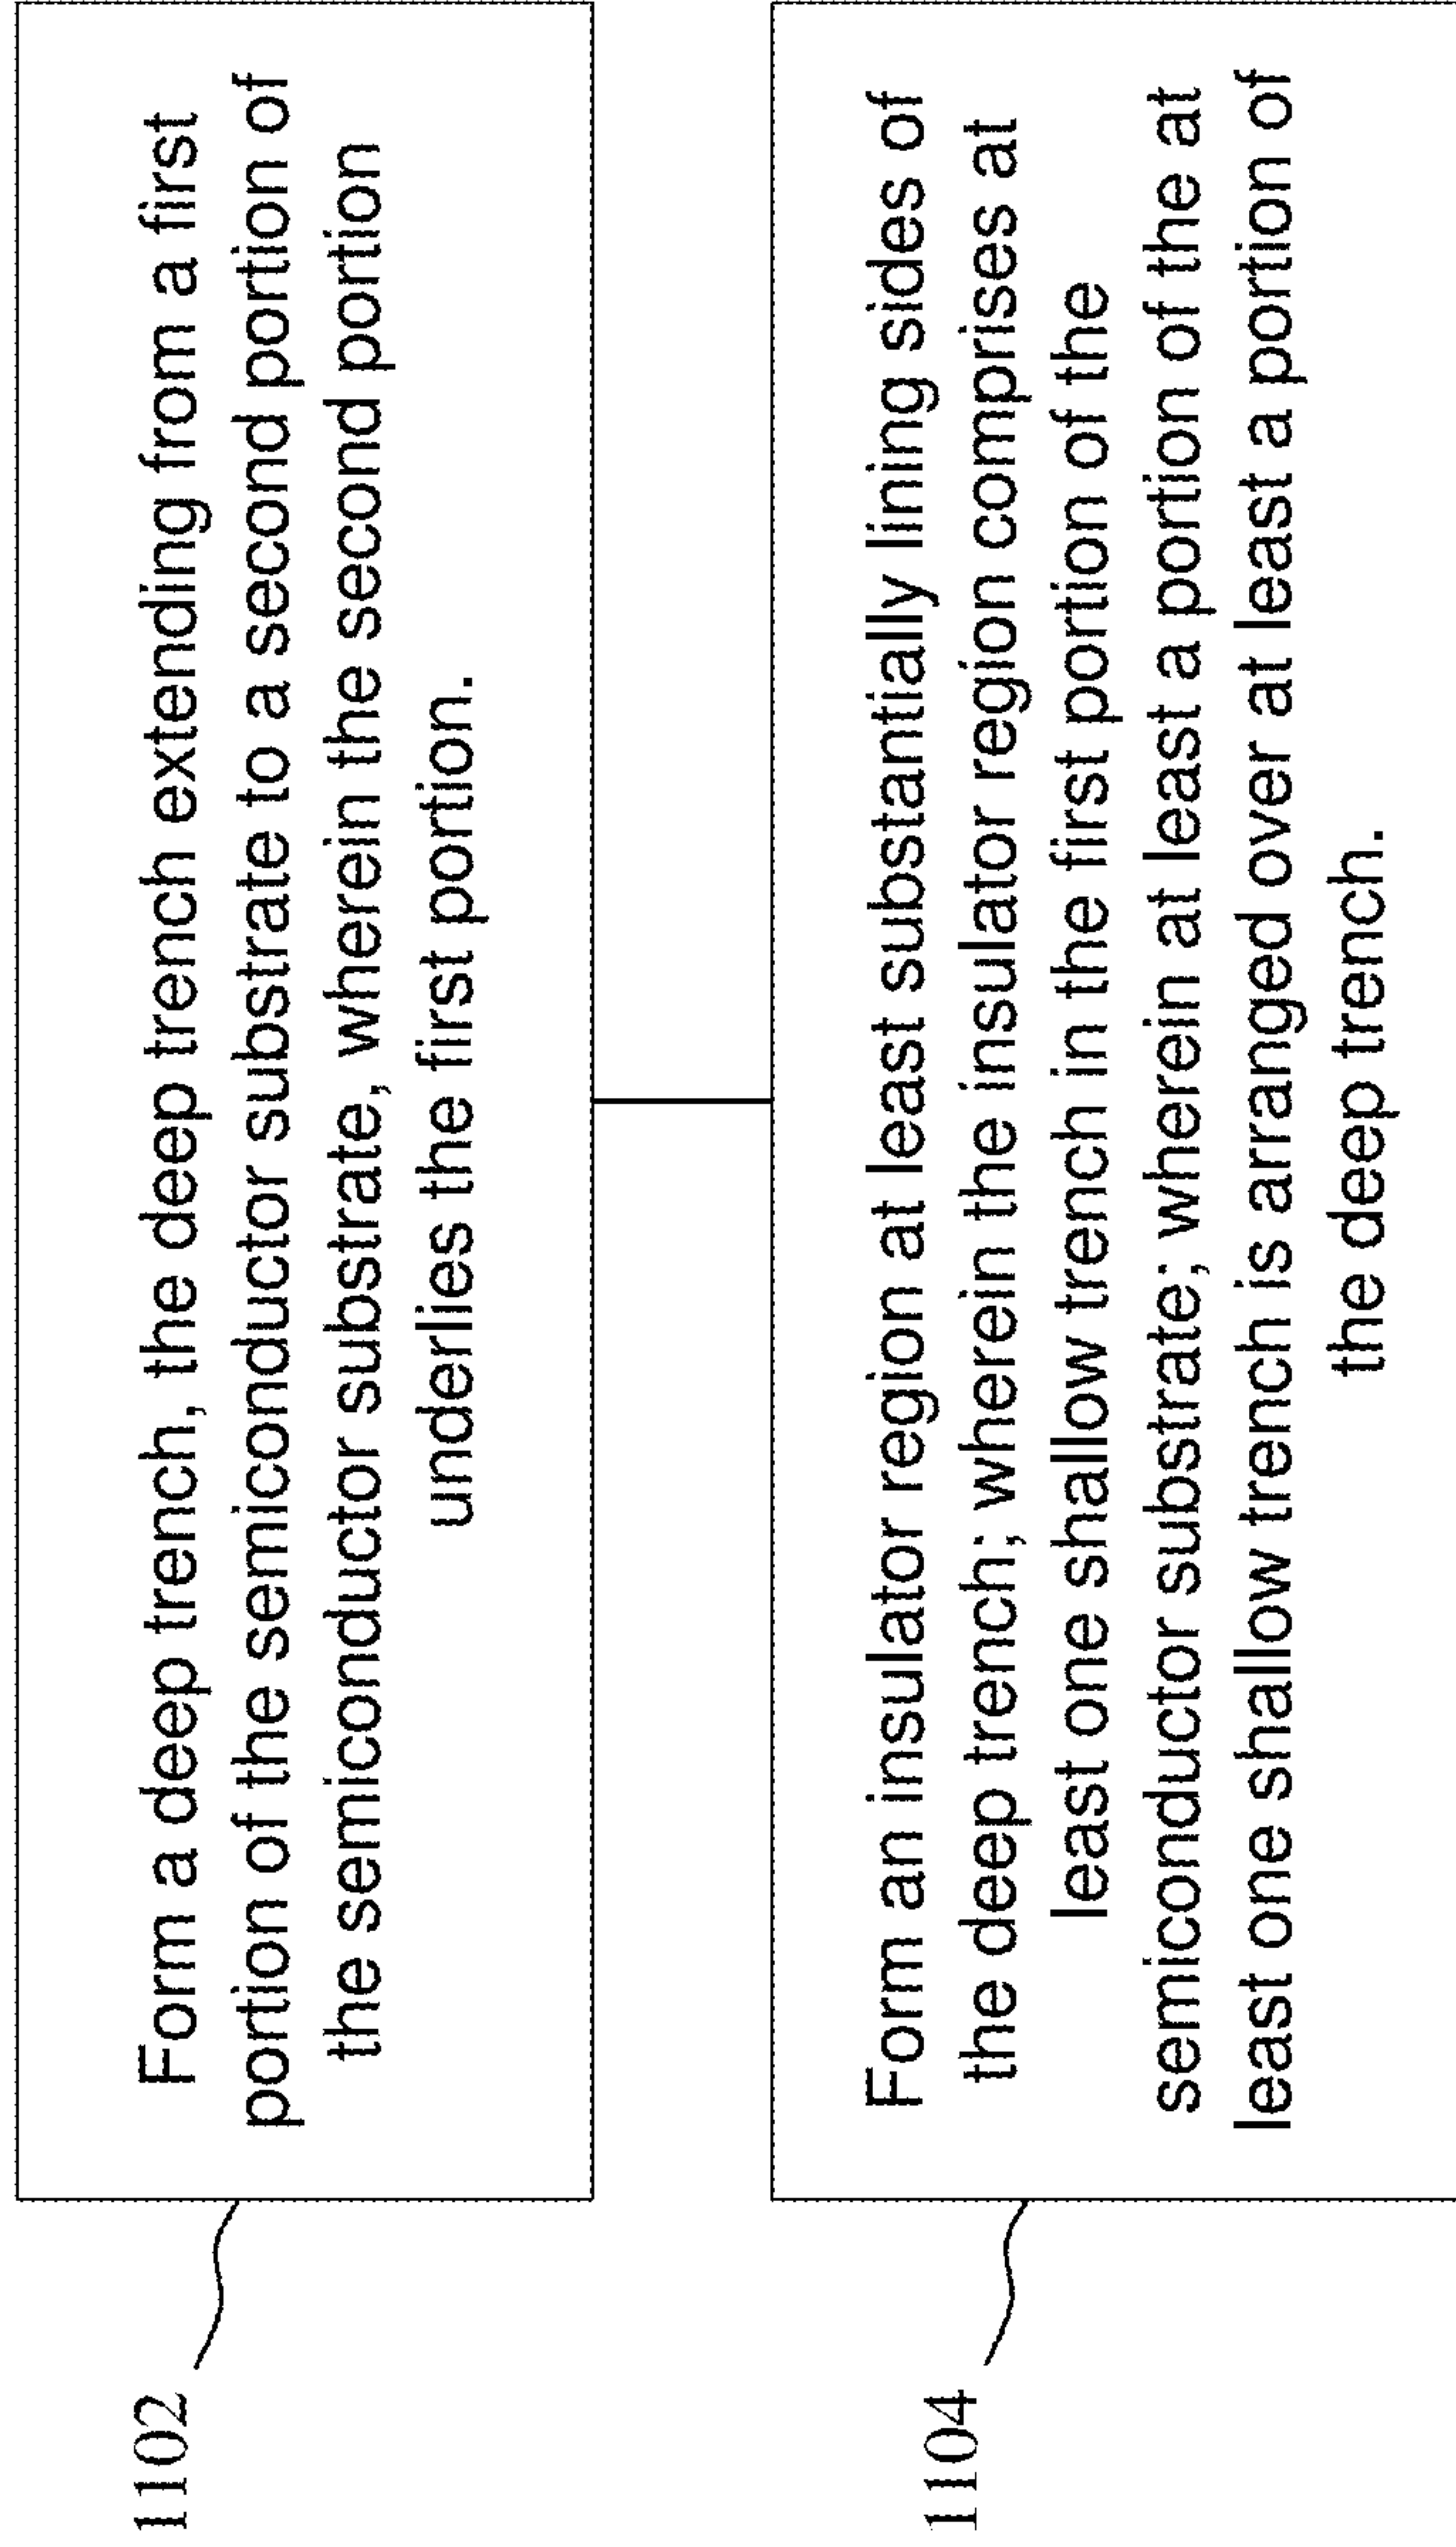 1102
Form a deep trench, the deep trench extending from a first
portion of the semiconductor substrate to a second portion of
the semiconductor substrate, wherein the second portion
underlies the first portion.
1104
Form an insulator region at least substantially lining sides of
the deep trench; wherein the insulator region comprises at
least one shallow trench in the first portion of the
semiconductor substrate; wherein at least a portion of the at
least one shallow trench is arranged over at least a portion of
the deep trench.